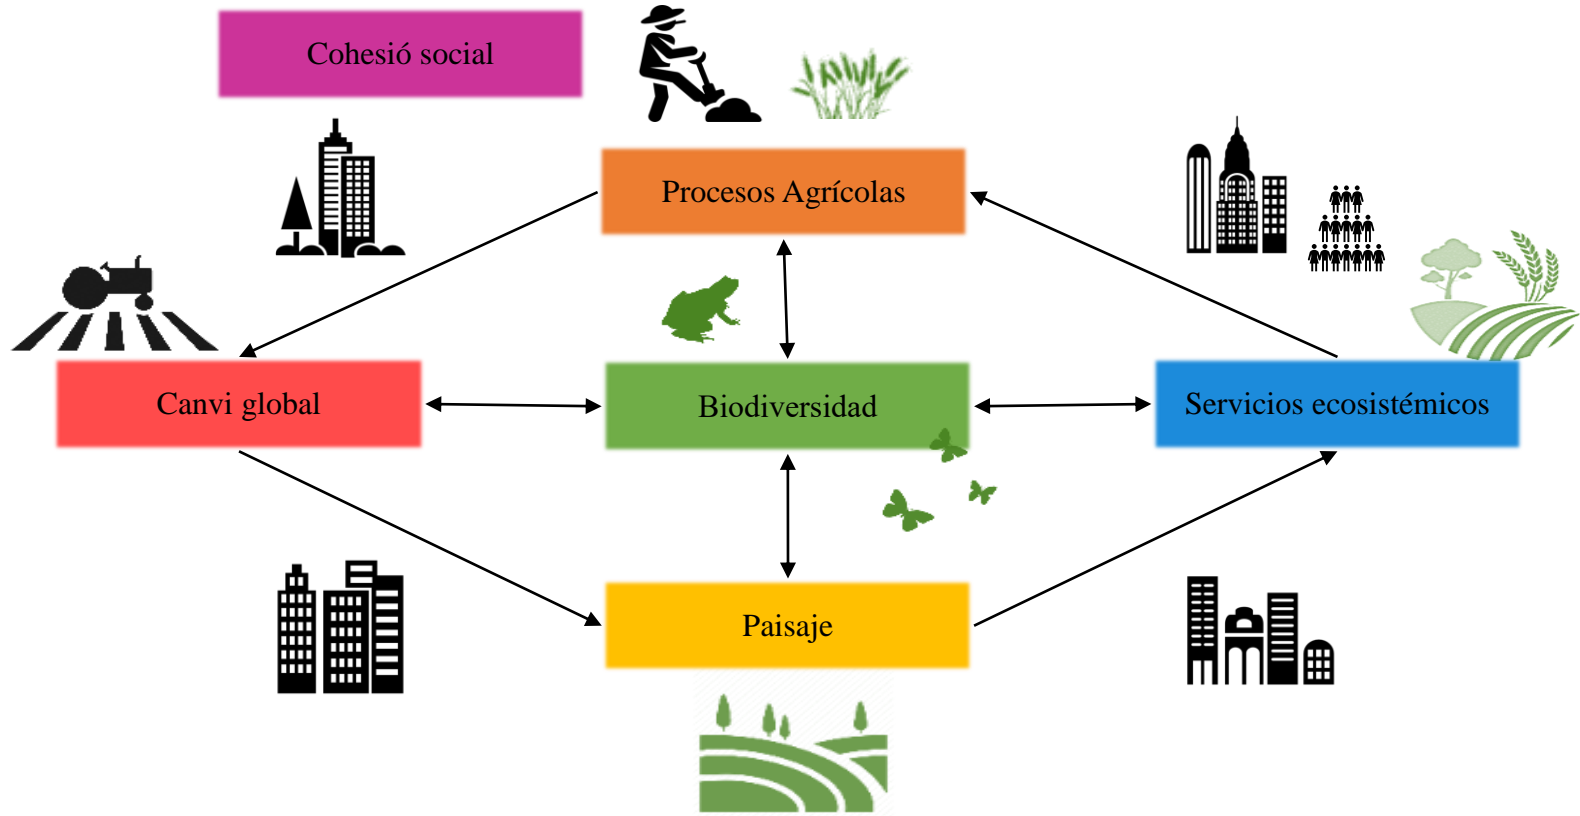 Cohesió social
Procesos Agrícolas
Canvi global
Biodiversidad
Servicios ecosistémicos
Paisaje